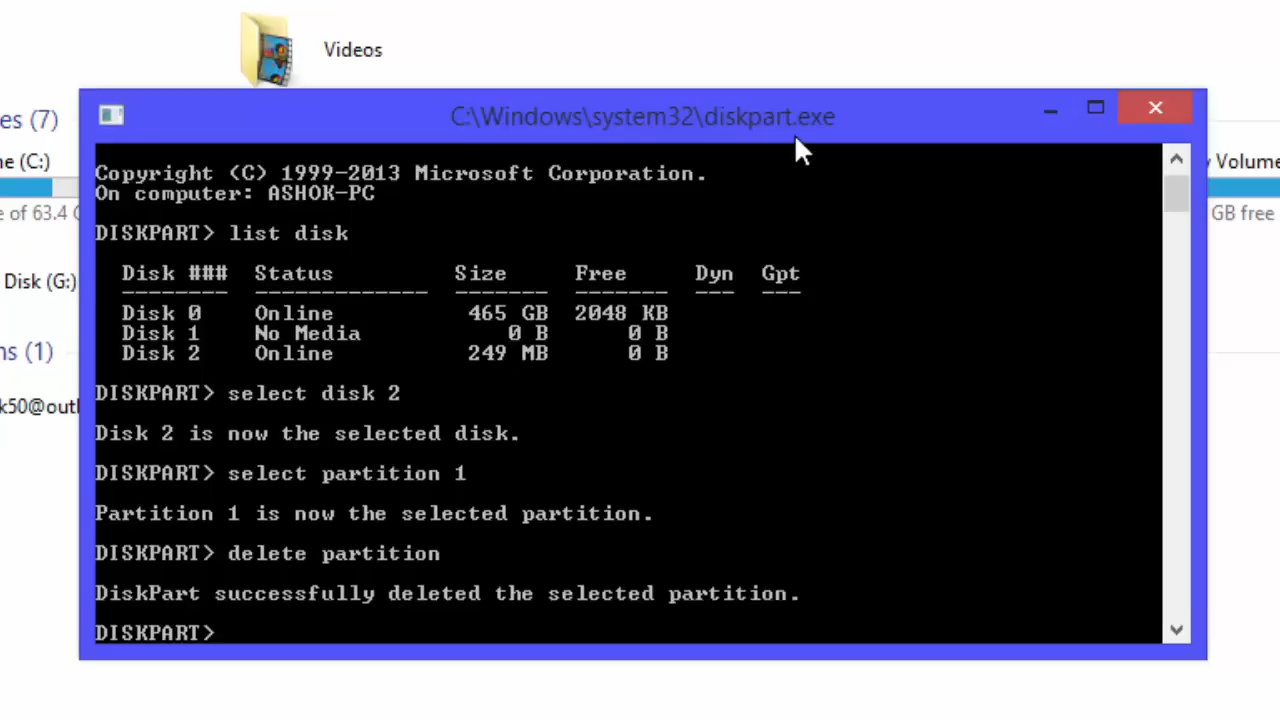 Videos
es (7)
C:\Windows\system32\diskpart.exe
ne (C:)
y Volume
e of 63.4 G
GB free
Disk (G:)
ns (1)
k50@outl
Copyright (C) 1999-2013 Microsoft Corporation.
On computer: ASHOK-PC
DISKPART> list disk
Disk ### Status Size Free Dyn Gpt
-------- ------------- ------- ------- --- ---
Disk 0 Online 465 GB 2048 KB
Disk 1 No Media 0 B 0 B
Disk 2 Online 249 MB 0 B
DISKPART> select disk 2
Disk 2 is now the selected disk.
DISKPART> select partition 1
Partition 1 is now the selected partition.
DISKPART> delete partition
DiskPart successfully deleted the selected partition.
DISKPART>